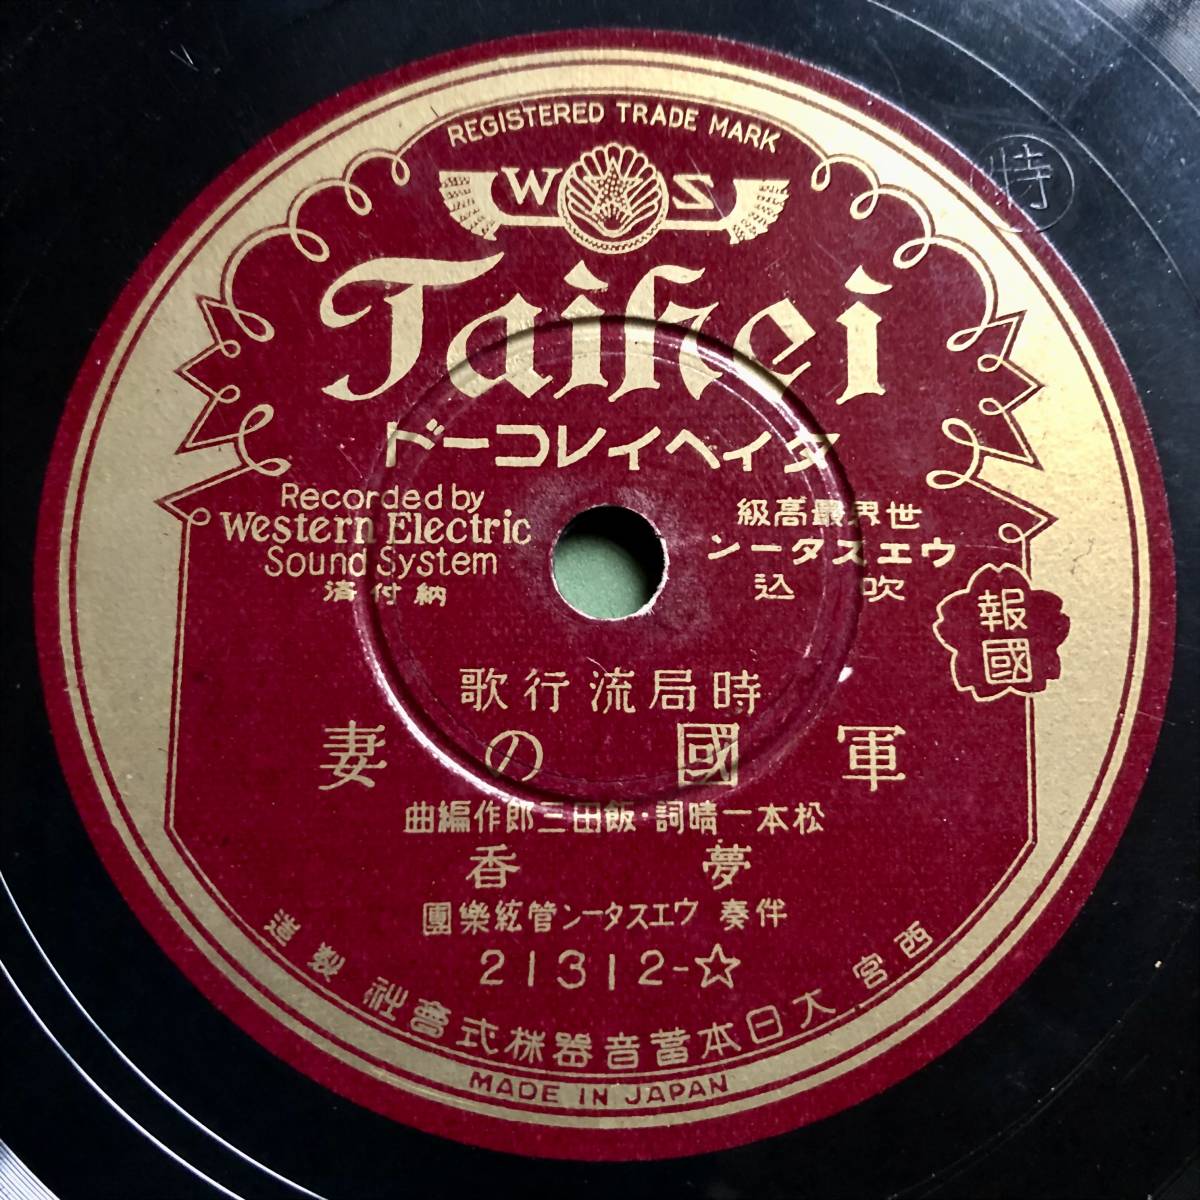 REGISTERED TRADE MARK
W S
Taihei
タイヘイレコード
Recorded by
Western Electric
Sound System
納付済
世界最高級
ウエスターン
吹込
報國
特
時局流行歌
軍國の妻
松本一晴詞・飯田三郎作編曲
夢香
伴奏 ウエスターン管絃樂團
21312-☆
西宮 大日本蓄音器株式會社 製造
MADE IN JAPAN